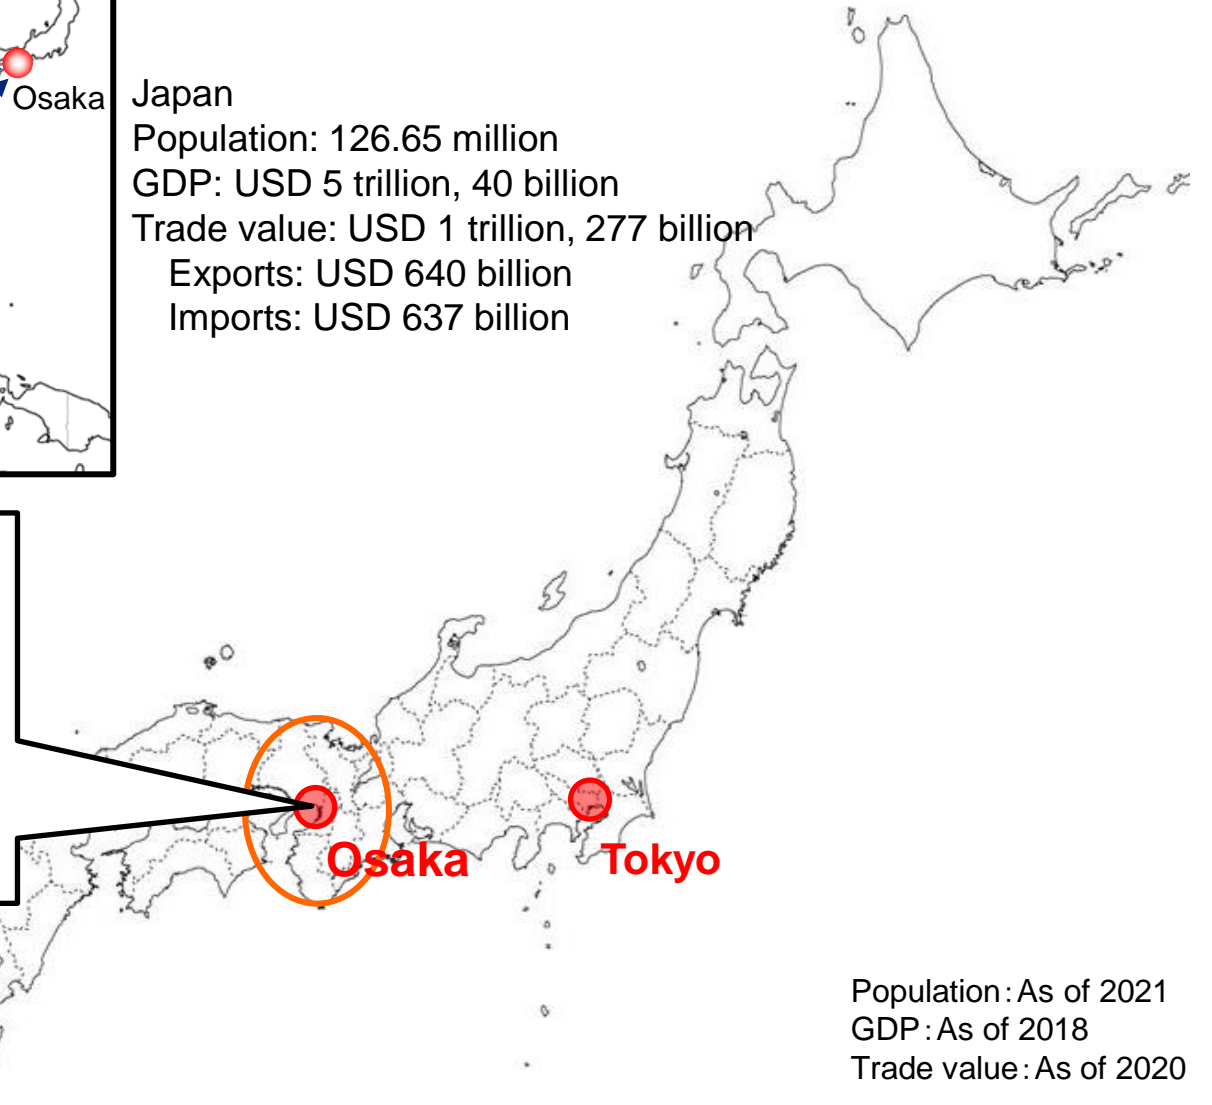 Osaka
Japan
Population: 126.65 million
GDP: USD 5 trillion, 40 billion
Trade value: USD 1 trillion, 277 billion
Exports: USD 640 billion
Imports: USD 637 billion
Osaka
Tokyo
Population：As of 2021
GDP：As of 2018
Trade value：As of 2020